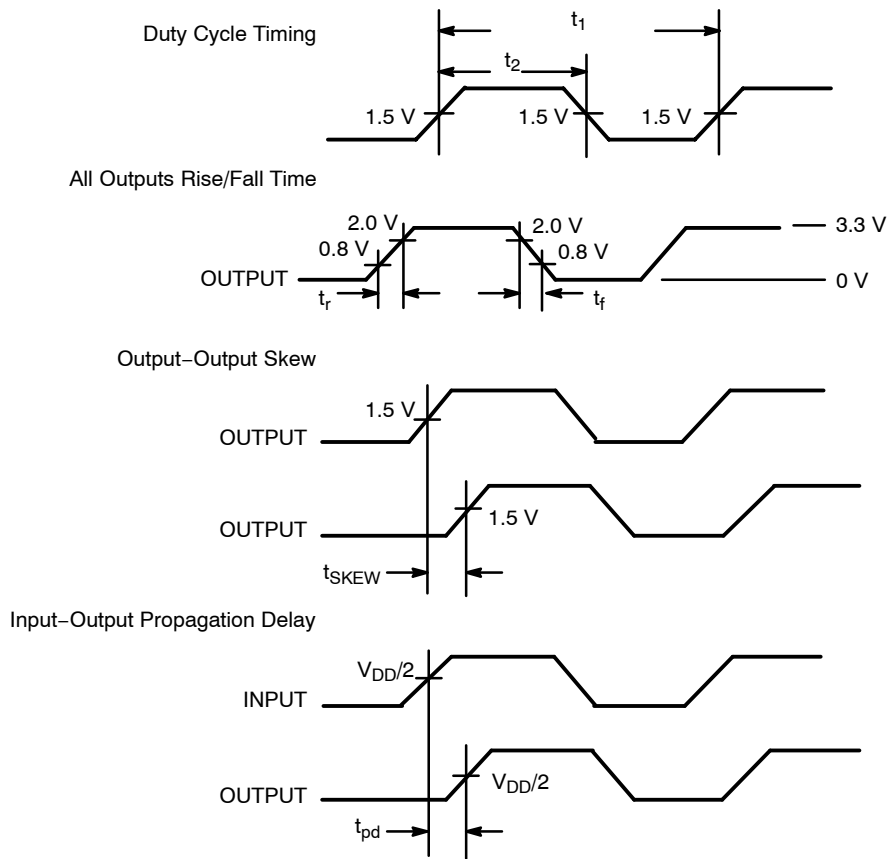 Duty Cycle Timing
t1
t2
1.5 V 1.5 V 1.5 V
All Outputs Rise/Fall Time
2.0 V 2.0 V 3.3 V
0.8 V 0.8 V
OUTPUT 0 V
tr tf
Output−Output Skew
1.5 V
OUTPUT
OUTPUT 1.5 V
tSKEW
Input−Output Propagation Delay
VDD/2
INPUT
OUTPUT VDD/2
tpd